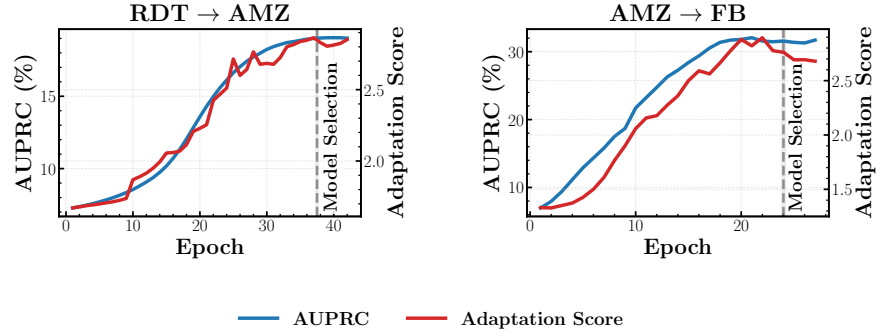 RDT → AMZ
AUPRC (%)
15
10
0
10
20
30
40
Epoch
2.5
2.0
Adaptation Score
Model Selection
AMZ → FB
AUPRC (%)
30
20
10
0
10
20
Epoch
2.5
2.0
1.5
Adaptation Score
Model Selection
AUPRC
Adaptation Score